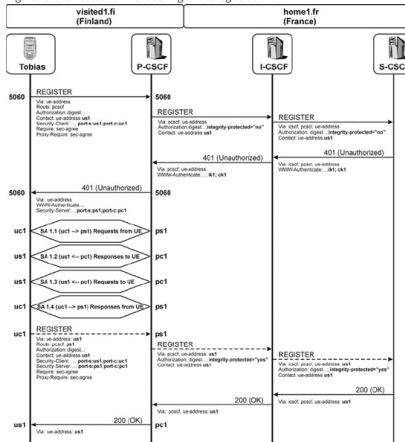 visited1.fi
(Finland)
home1.fr
(France)
Tobias
P-CSCF
I-CSCF
S-CSC
5060
REGISTER
5060
Via: ue-address
Route: pcscf
Authorization: digest...
Contact: ue-address us1
Security-Client: ..., port-s:us1;port-c:uc1
Require: sec-agree
Proxy-Require: sec-agree
REGISTER
Via: pcscf, ue-address
Authorization: digest...integrity-protected="no"
Contact: ue-address us1
REGISTER
Via: icscf, pcscf, ue-address
Authorization: digest...integrity-protected="no"
Contact: ue-address us1
401 (Unauthorized)
Via: icscf, pcscf, ue-address
WWW-Authenticate:...ik1; ck1
401 (Unauthorized)
Via: pcscf, ue-address
WWW-Authenticate:...ik1; ck1
5060
401 (Unauthorized)
5060
Via: ue-address
WWW-Authenticate:...
Security-Server:...port-s:ps1;port-c:pc1
uc1
SA 1.1 (uc1 --> ps1) Requests from UE
ps1
us1
SA 1.2 (us1 <-- pc1) Responses to UE
pc1
us1
SA 1.3 (us1 <-- pc1) Requests to UE
pc1
uc1
SA 1.4 (uc1 --> ps1) Responses from UE
ps1
uc1
REGISTER
ps1
Via: ue-address: us1
Route: pcscf: ps1
Authorization: digest...
Contact: ue-address us1
Security-Client: ..., port-s:us1;port-c:uc1
Security-Server: ... port-s:ps1;port-c:pc1
Require: sec-agree
Proxy-Require: sec-agree
REGISTER
Via: pcscf, ue-address: us1
Authorization: digest...integrity-protected="yes"
Contact: ue-address us1
REGISTER
Via: icscf, pcscf, ue-address: us1
Authorization: digest...integrity-protected="yes"
Contact: ue-address us1
200 (OK)
Via: icscf, pcscf, ue-address: us1
200 (OK)
Via: pcscf, ue-address: us1
us1
200 (OK)
pc1
Via: ue-address: us1